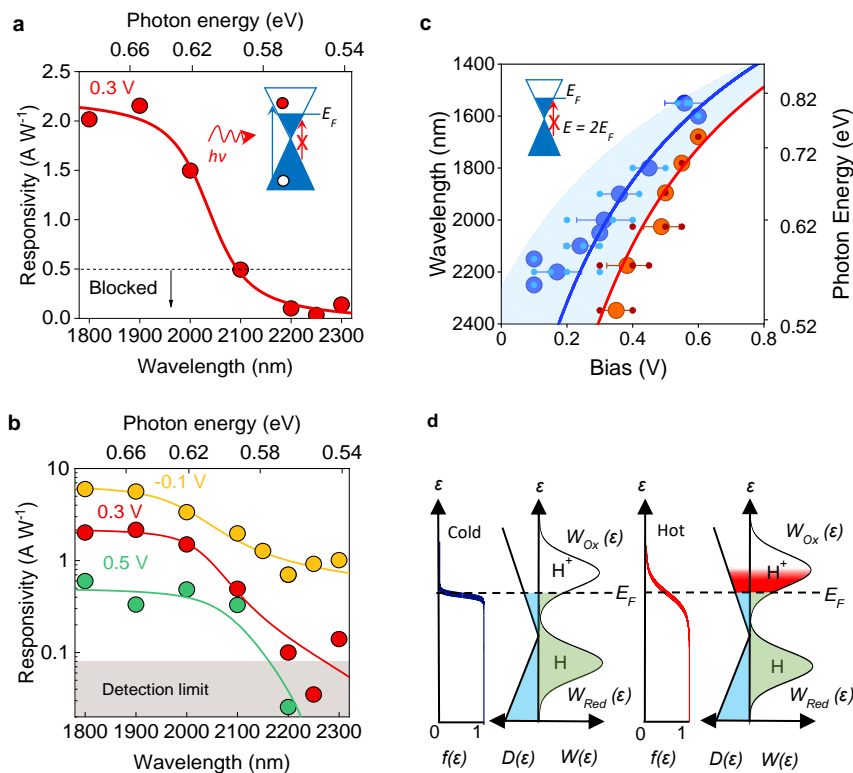 a
Photon energy (eV)
0.66 0.62 0.58 0.54
Responsivity (A W⁻¹)
2.5
2.0
1.5
1.0
0.5
0.0
0.3 V
hν
E_F
Blocked
1800 1900 2000 2100 2200 2300
Wavelength (nm)
b
Photon energy (eV)
0.66 0.62 0.58 0.54
Responsivity (A W⁻¹)
10
1
0.1
-0.1 V
0.3 V
0.5 V
Detection limit
1800 1900 2000 2100 2200 2300
Wavelength (nm)
c
Wavelength (nm)
1400
1600
1800
2000
2200
2400
E_F
E = 2E_F
0.82
0.72
0.62
0.52
Photon Energy (eV)
0 0.2 0.4 0.6 0.8
Bias (V)
d
ε ε ε ε
Cold W_Ox (ε) Hot W_Ox (ε)
H⁺ H⁺
E_F E_F
H H
W_Red (ε) W_Red (ε)
0 1 0 1
f(ε) D(ε) W(ε) f(ε) D(ε) W(ε)